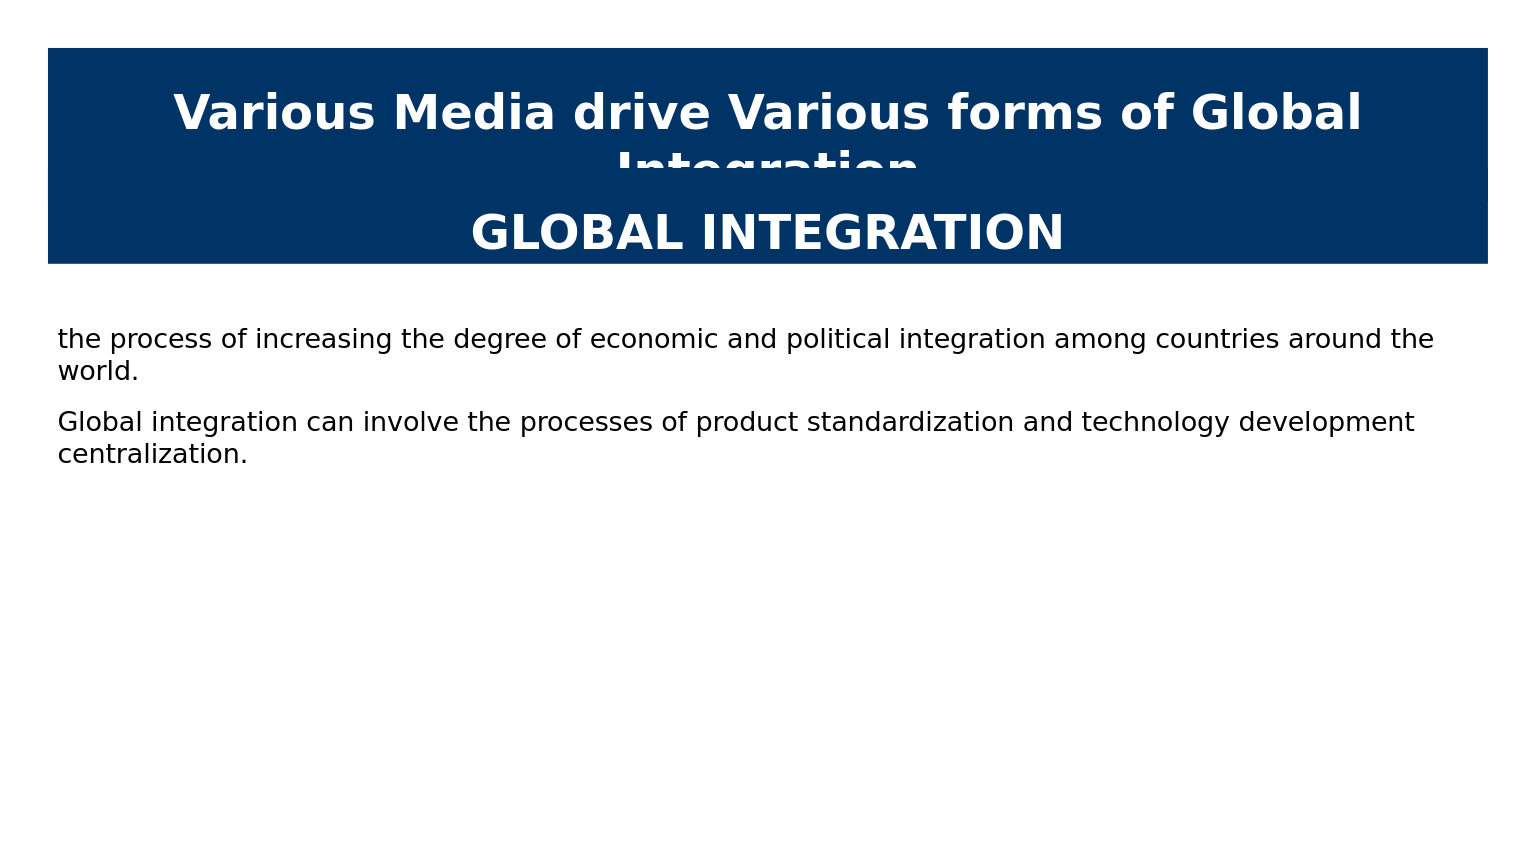 Various Media drive Various forms of Global
Integration
GLOBAL INTEGRATION
the process of increasing the degree of economic and political integration among countries around the
world.
Global integration can involve the processes of product standardization and technology development
centralization.